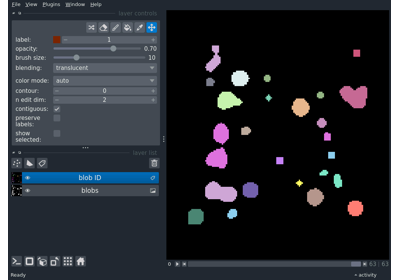 File View Plugins Window Help
layer controls
label: 1
opacity: 0.70
brush size: 10
blending: translucent
color mode: auto
contour: 0
n edit dim: 2
contiguous:
preserve
labels:
show
selected:
layer list
blob ID
blobs
63 63
Ready
activity